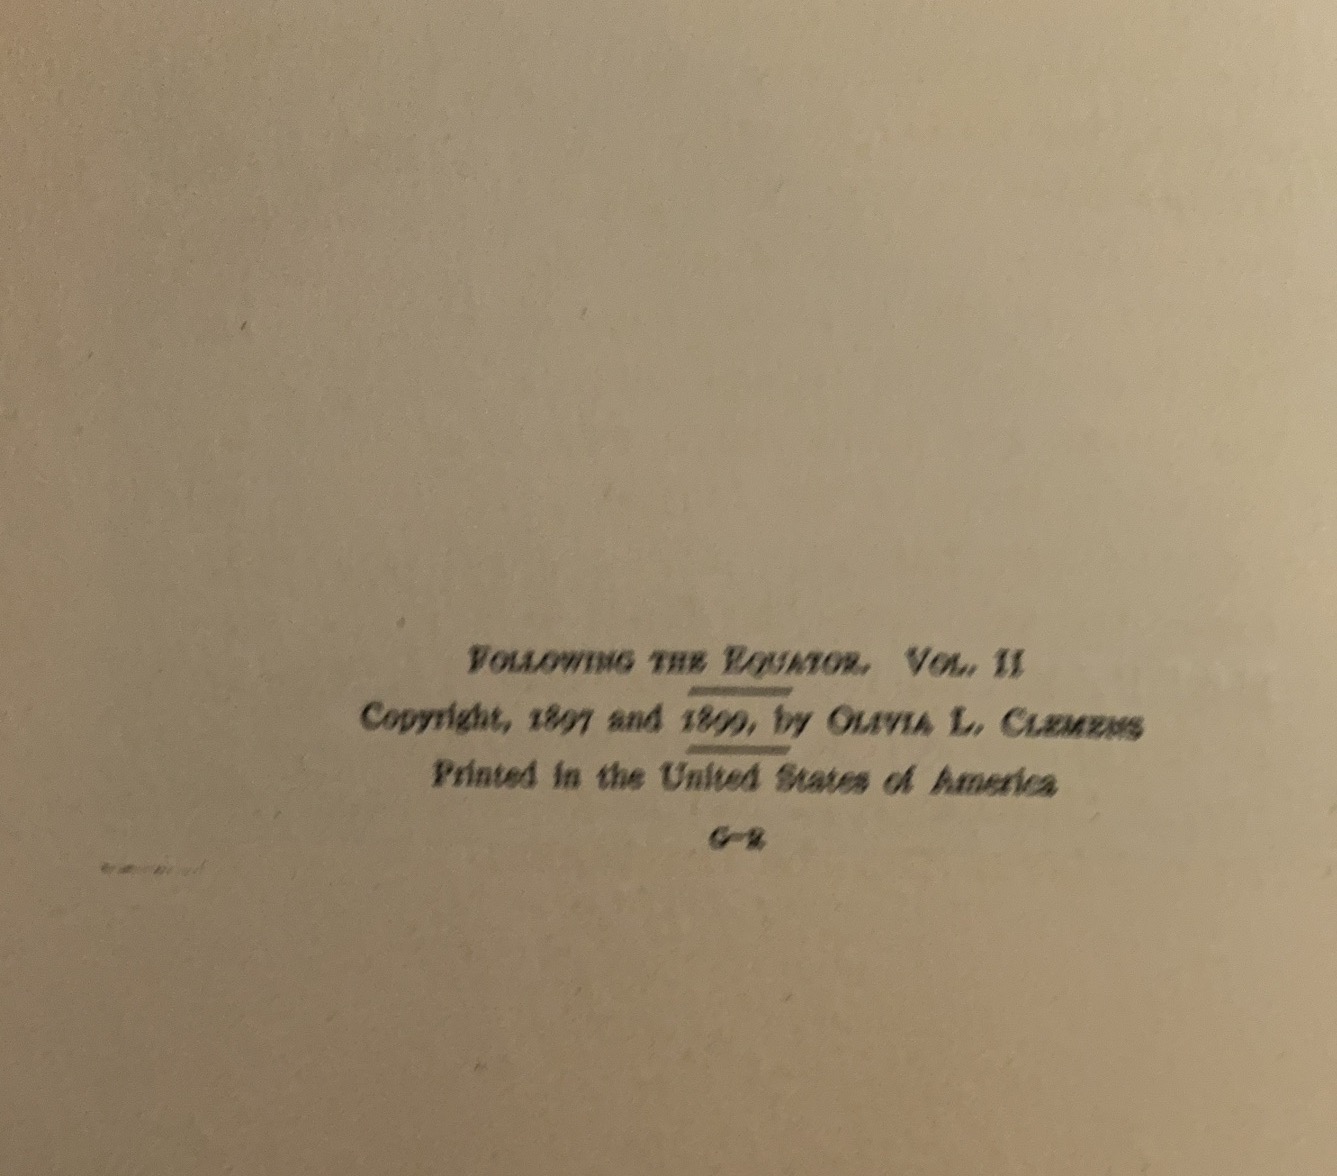 FOLLOWING THE EQUATOR. VOL. II
Copyright, 1897 and 1899, by OLIVIA L. CLEMENS
Printed in the United States of America
G-R